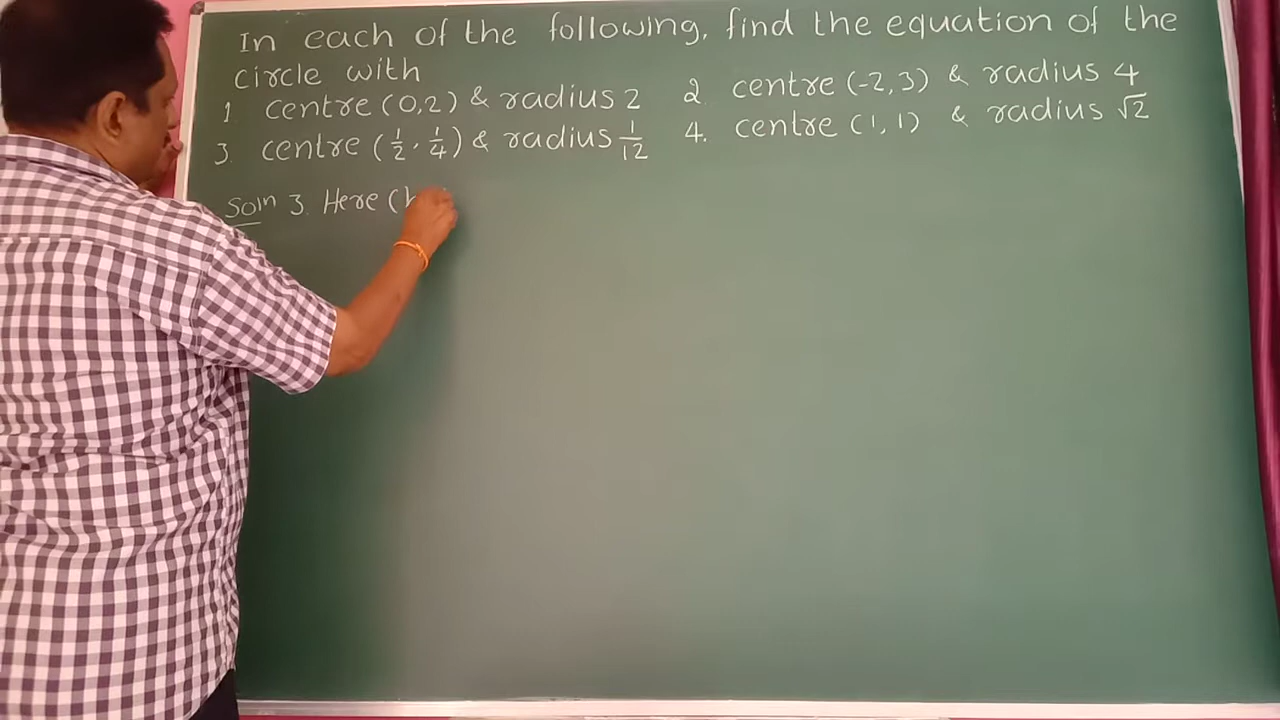 In each of the following, find the equation of the
circle with
1 centre (0,2) & radius 2 2. centre (-2, 3) & radius 4
3. centre (1/2, 1/4) & radius 1/12 4. centre (1, 1) & radius √2
Soln 3. Here (h